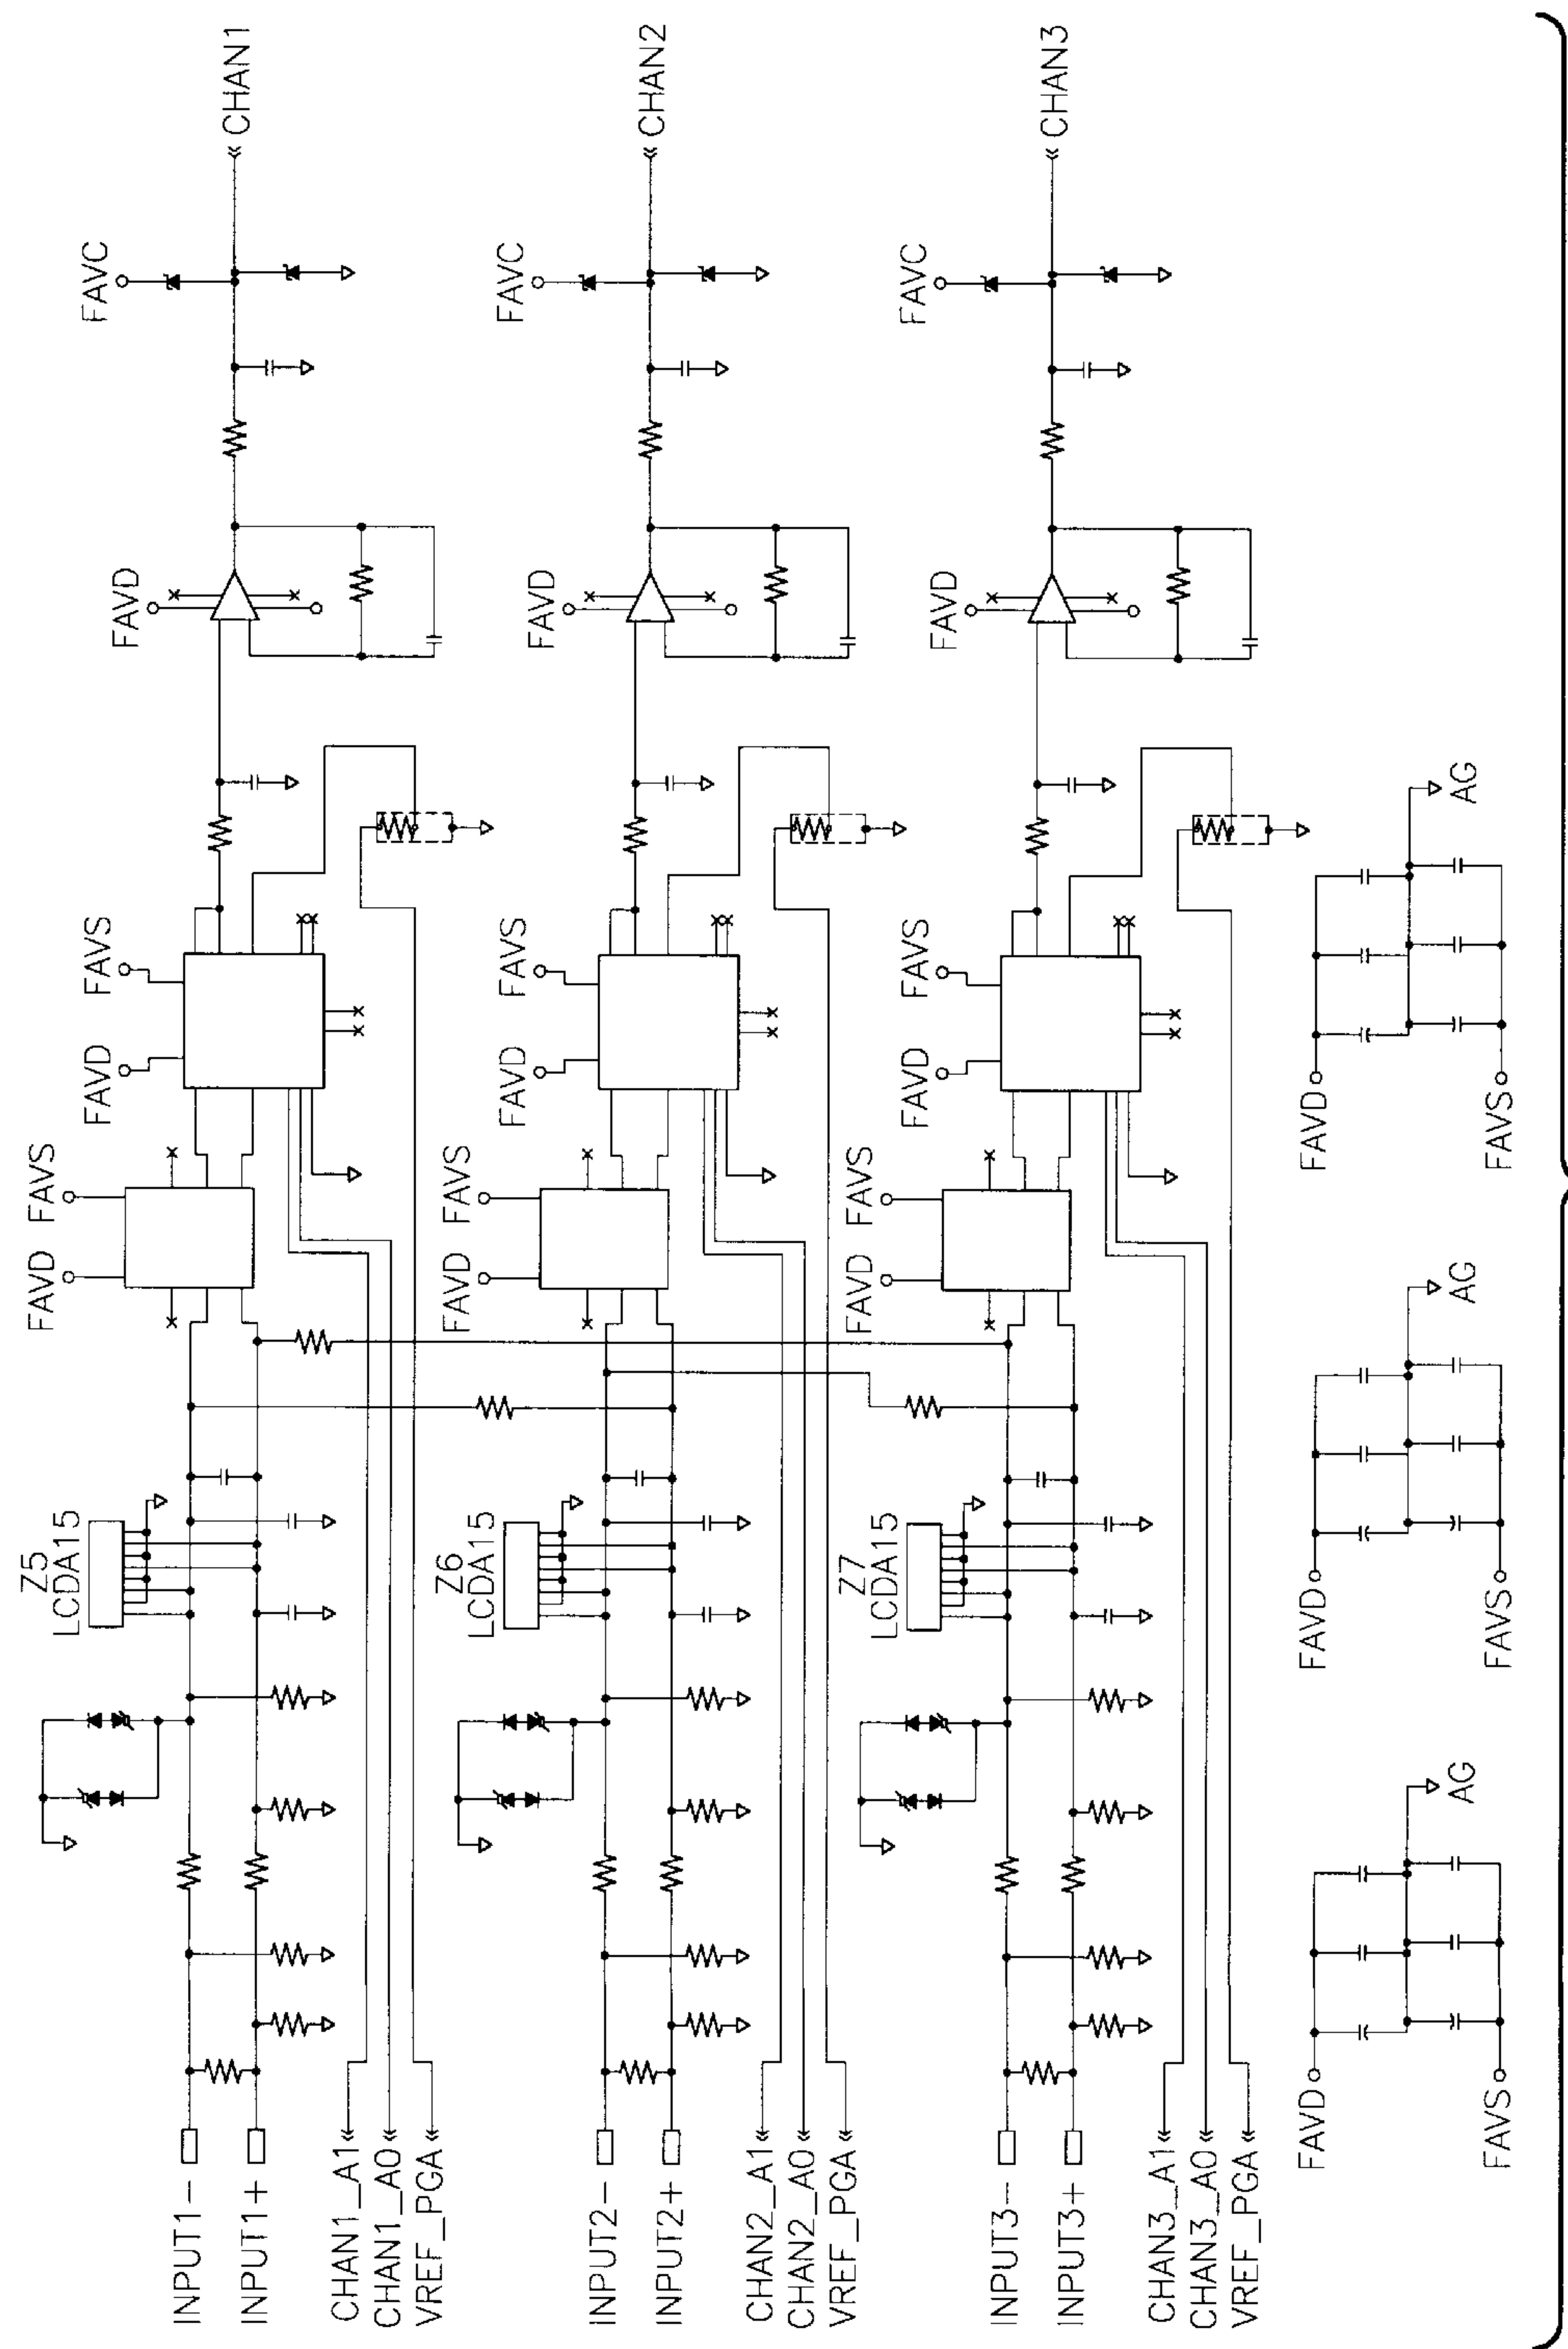 FAVC
CHAN1
FAVD
FAVD
FAVS
FAVD
FAVS
Z5
LCDA15
INPUT1-
INPUT1+
CHAN1_A1
CHAN1_A0
VREF_PGA
FAVC
CHAN2
FAVD
FAVD
FAVS
FAVD
FAVS
Z6
LCDA15
INPUT2-
INPUT2+
CHAN2_A1
CHAN2_A0
VREF_PGA
FAVC
CHAN3
FAVD
FAVD
FAVS
FAVD
FAVS
Z7
LCDA15
INPUT3-
INPUT3+
CHAN3_A1
CHAN3_A0
VREF_PGA
FAVD
AG
FAVS
FAVD
AG
FAVS
FAVD
AG
FAVS